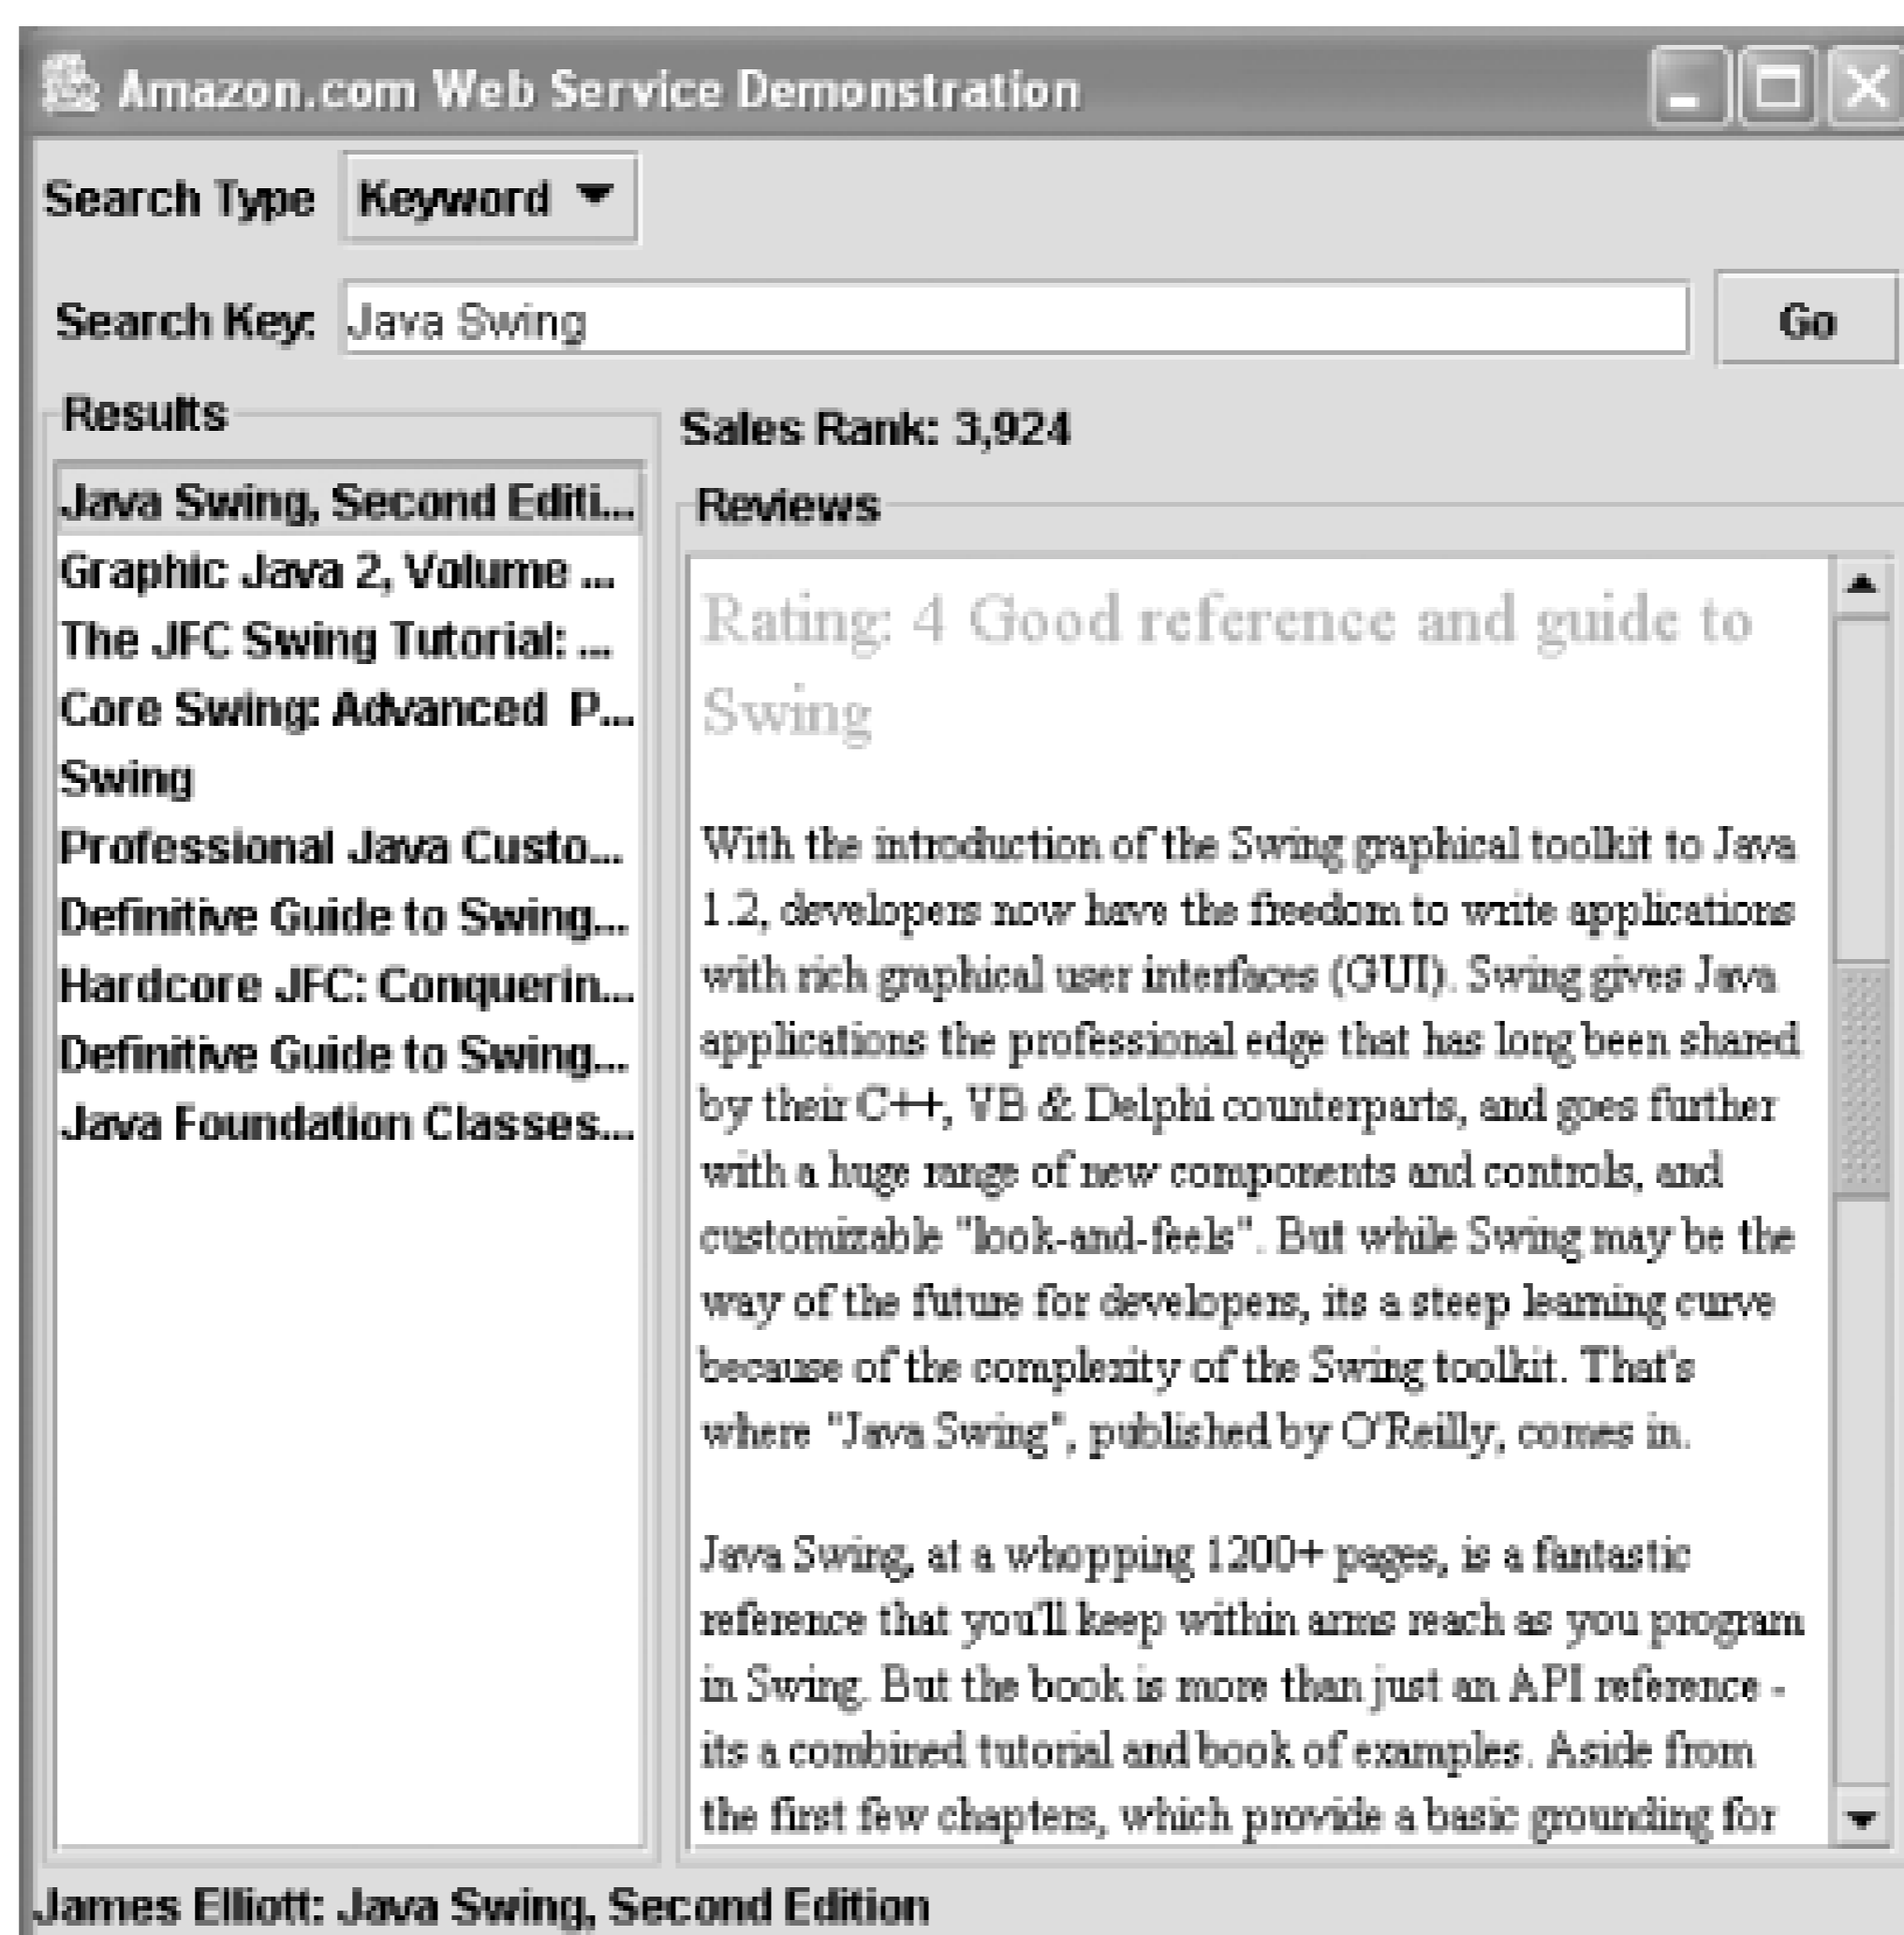 Amazon.com Web Service Demonstration
Search Type Keyword
Search Key: Java Swing Go
Results
Java Swing, Second Editi...
Graphic Java 2, Volume ...
The JFC Swing Tutorial: ...
Core Swing: Advanced P...
Swing
Professional Java Custo...
Definitive Guide to Swing...
Hardcore JFC: Conquerin...
Definitive Guide to Swing...
Java Foundation Classes...
Sales Rank: 3,924
Reviews
Rating: 4 Good reference and guide to
Swing
With the introduction of the Swing graphical toolkit to Java
1.2, developers now have the freedom to write applications
with rich graphical user interfaces (GUI). Swing gives Java
applications the professional edge that has long been shared
by their C++, VB & Delphi counterparts, and goes further
with a huge range of new components and controls, and
customizable "look-and-feels". But while Swing may be the
way of the future for developers, its a steep learning curve
because of the complexity of the Swing toolkit. That's
where "Java Swing", published by O'Reilly, comes in.
Java Swing, at a whopping 1200+ pages, is a fantastic
reference that you'll keep within arms reach as you program
in Swing. But the book is more than just an API reference -
its a combined tutorial and book of examples. Aside from
the first few chapters, which provide a basic grounding for
James Elliott: Java Swing, Second Edition